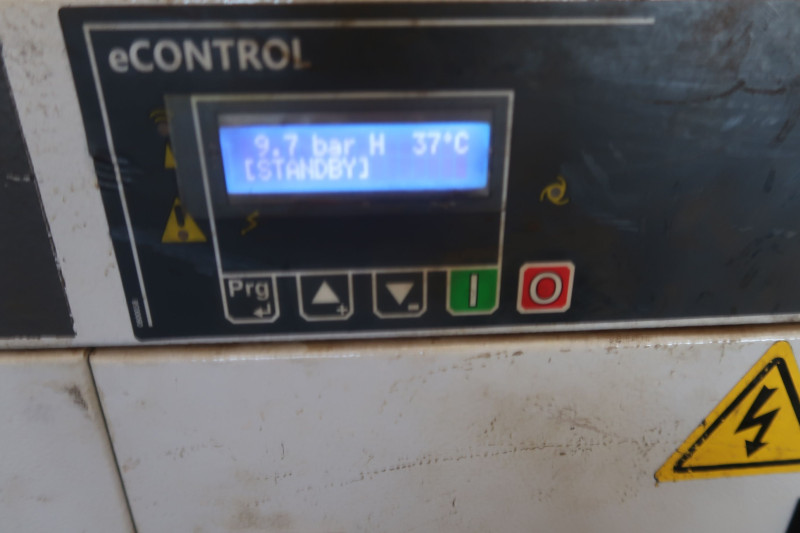 eCONTROL
9.7 bar H 37°C
[STANDBY]
Prg
+
-
I
O